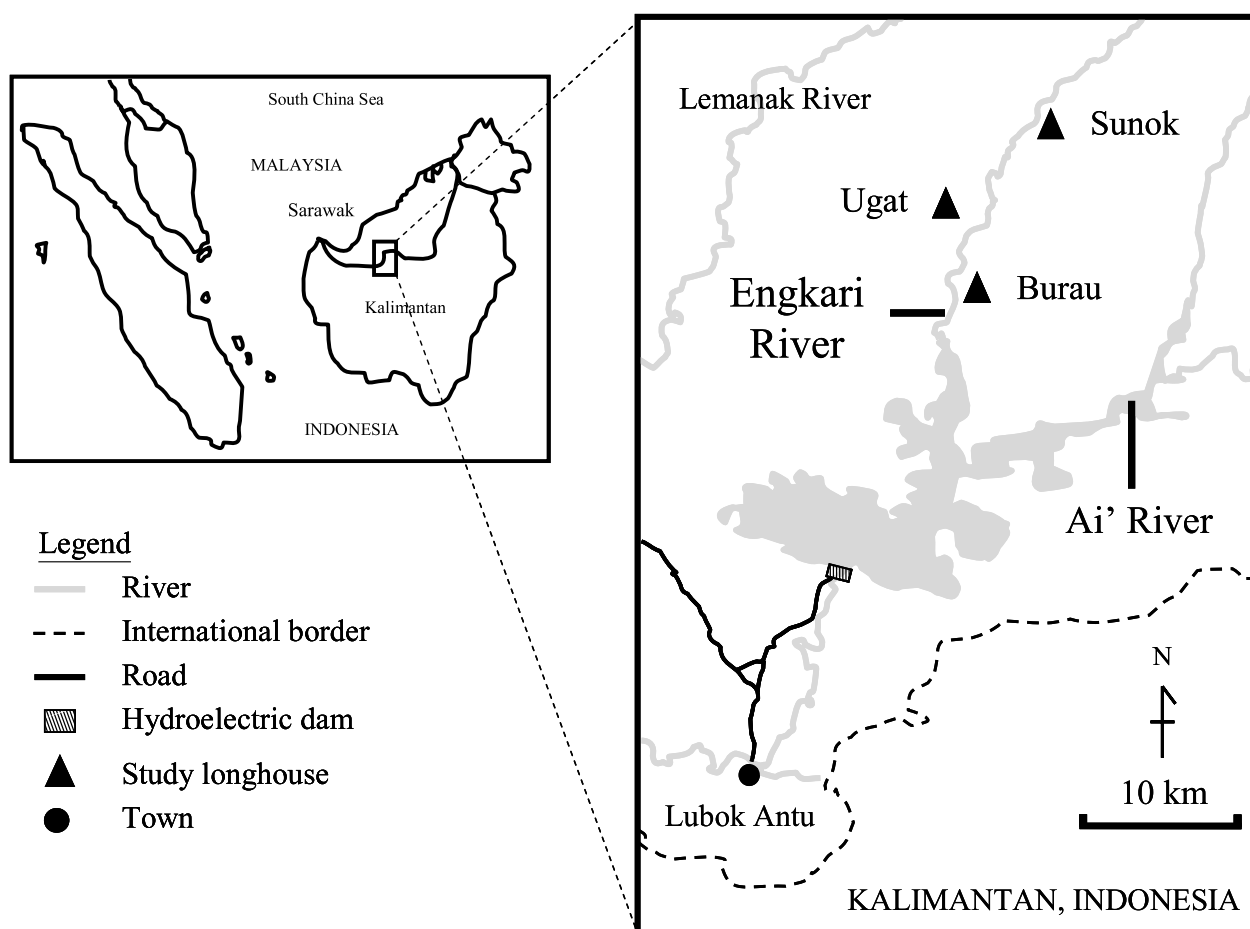 South China Sea
MALAYSIA
Sarawak
Kalimantan
INDONESIA
Legend
River
International border
Road
Hydroelectric dam
Study longhouse
Town
Lemanak River
Sunok
Ugat
Burau
Engkari
River
Ai’ River
N
10 km
Lubok Antu
KALIMANTAN, INDONESIA